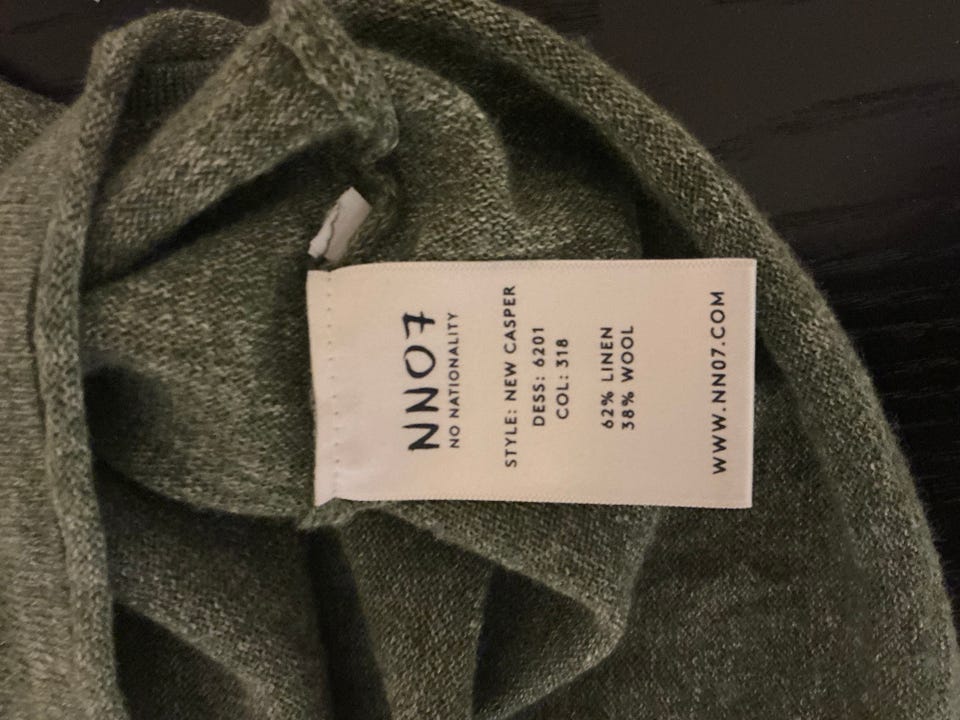 NN07
NO NATIONALITY
STYLE: NEW CASPER
DESS: 6201
COL: 318
62% LINEN
38% WOOL
WWW.NN07.COM